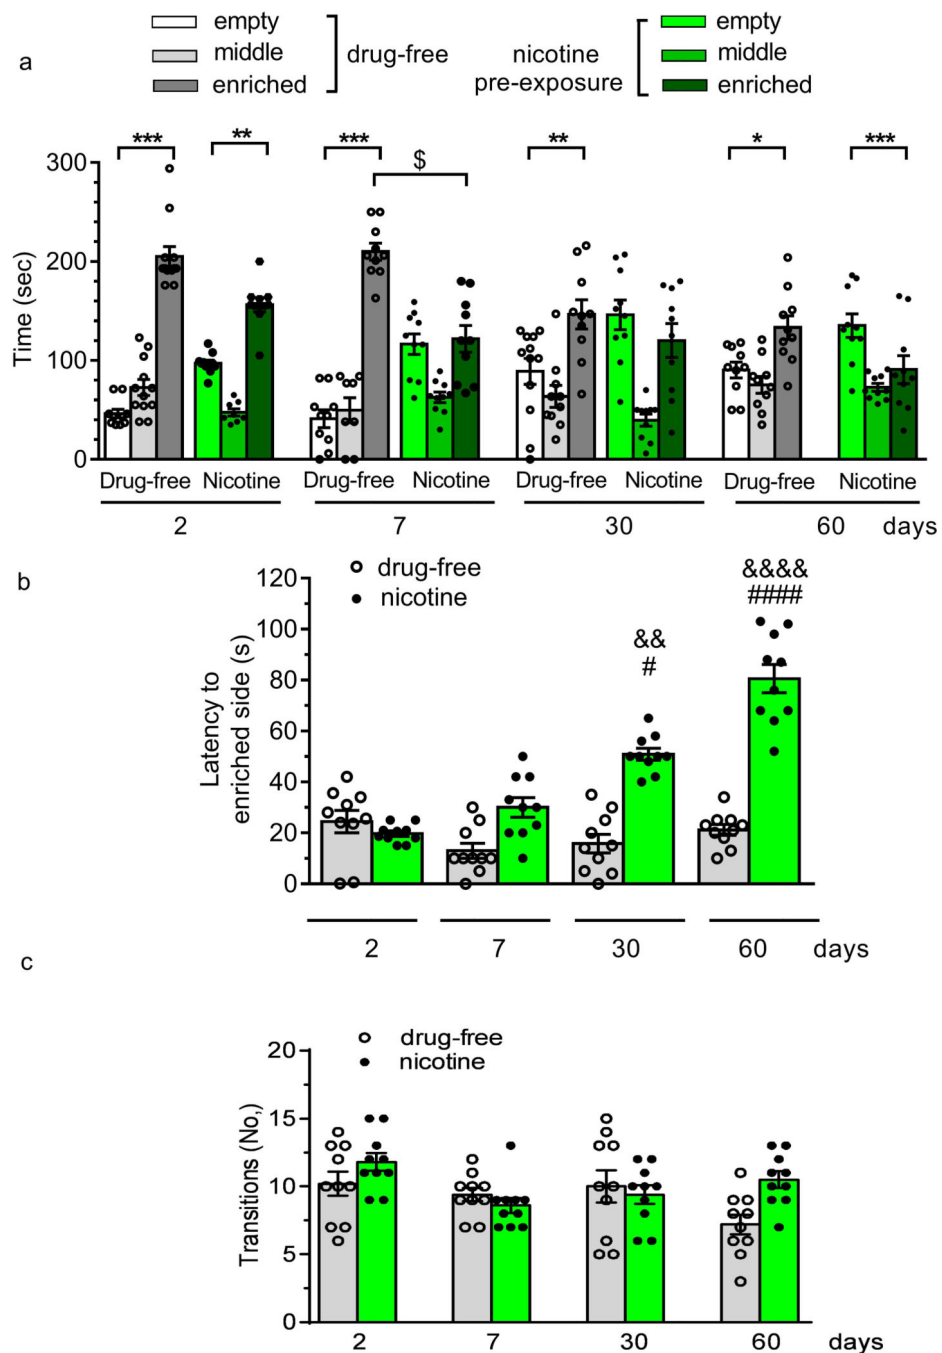 empty empty
a middle drug-free nicotine middle
enriched pre-exposure enriched
*** ** *** $ ** * ***
300
200
100
0
Time (sec)
Drug-free Nicotine Drug-free Nicotine Drug-free Nicotine Drug-free Nicotine
2 7 30 60 days
b
drug-free
nicotine
&& #
&&&& ####
120
100
80
60
40
20
0
Latency to
enriched side (s)
2 7 30 60 days
c
drug-free
nicotine
20
15
10
5
0
Transitions (No,)
2 7 30 60 days